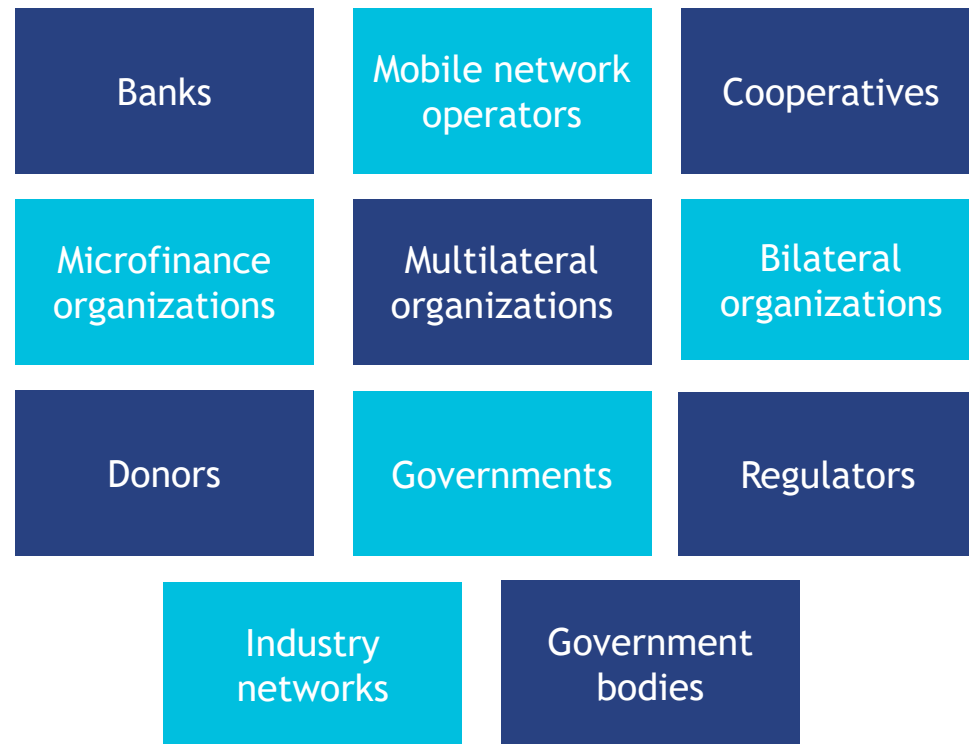 Banks
Mobile network
operators
Cooperatives
Microfinance
organizations
Multilateral
organizations
Bilateral
organizations
Donors
Governments
Regulators
Industry
networks
Government
bodies